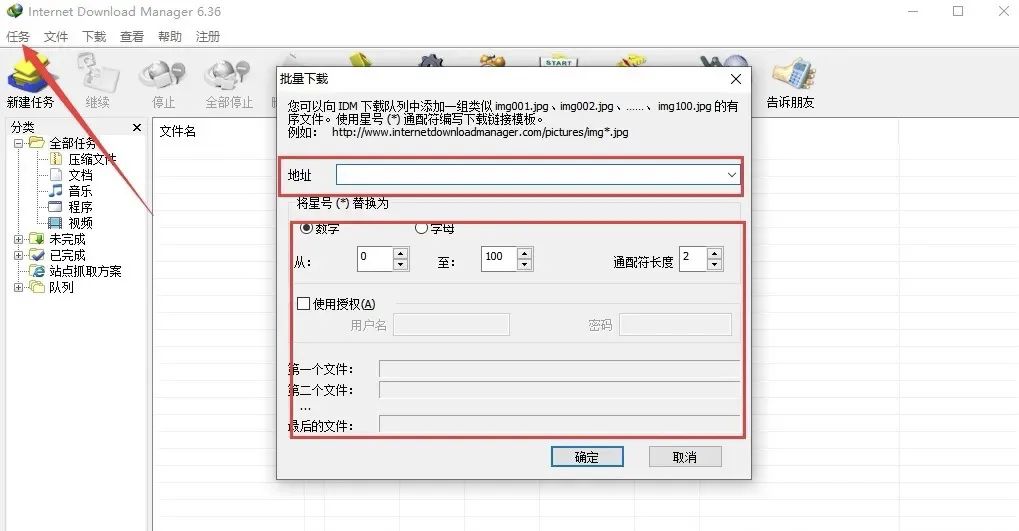 Internet Download Manager 6.36
任务 文件 下载 查看 帮助 注册
新建任务 继续 停止 全部停止 告诉朋友
START
分类
全部任务
压缩文件
文档
音乐
程序
视频
未完成
已完成
站点抓取方案
队列
文件名
批量下载
您可以向 IDM 下载队列中添加一组类似 img001.jpg、img002.jpg、……、img100.jpg 的有
序文件。使用星号 (*) 通配符编写下载链接模板。
例如： http://www.internetdownloadmanager.com/pictures/img*.jpg
地址
将星号 (*) 替换为
数字 字母
从： 0 至： 100 通配符长度 2
使用授权(A)
用户名 密码
第一个文件：
第二个文件：
...
最后的文件：
确定 取消